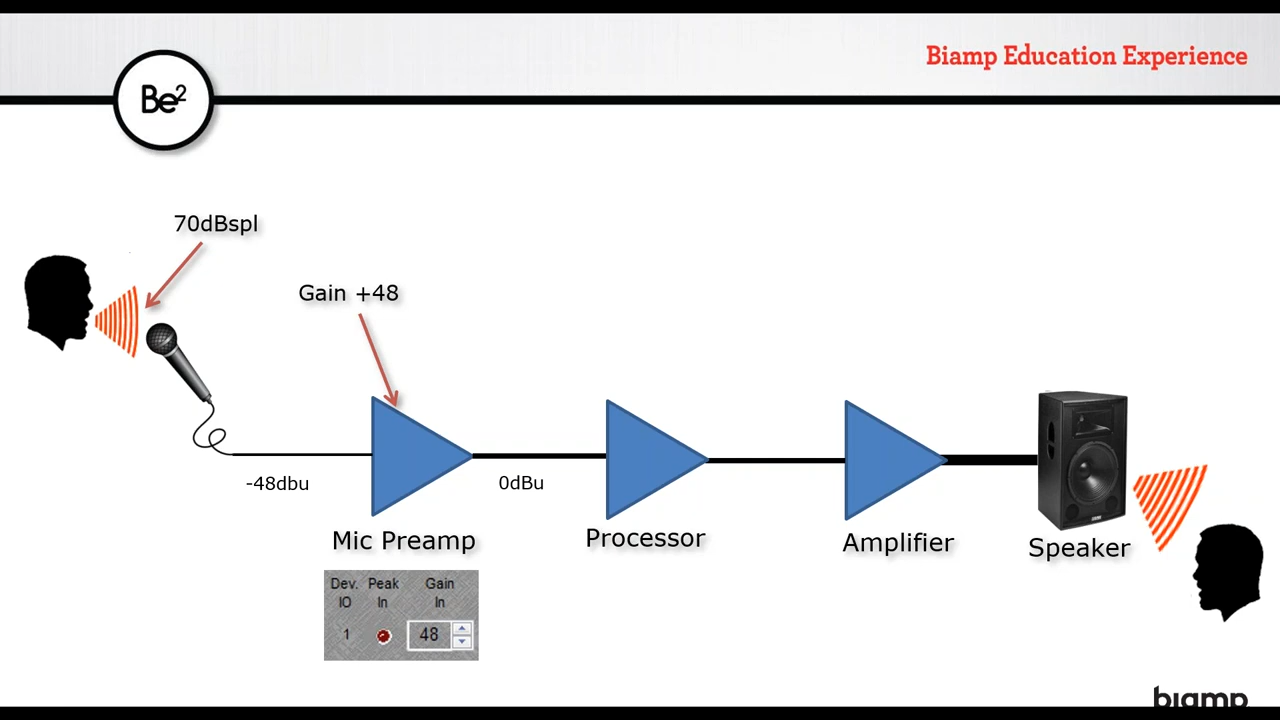 Biamp Education Experience
Be²
70dBspl
Gain +48
-48dbu
0dBu
Mic Preamp
Processor
Amplifier
Speaker
Dev. Peak Gain
IO In In
1 48
biamp